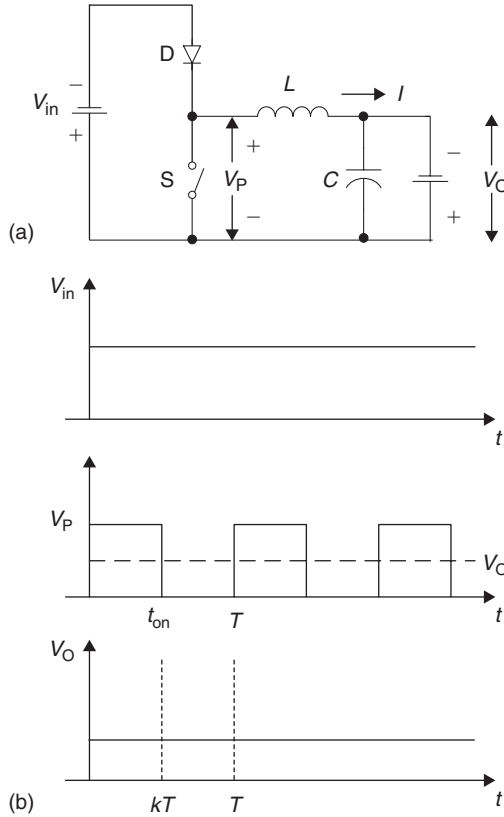 D
L
I
–
V_in
+
S
+
V_P
–
C
–
+
V_O
(a)
V_in
t
V_P
V_O
t_on
T
t
V_O
kT
T
t
(b)